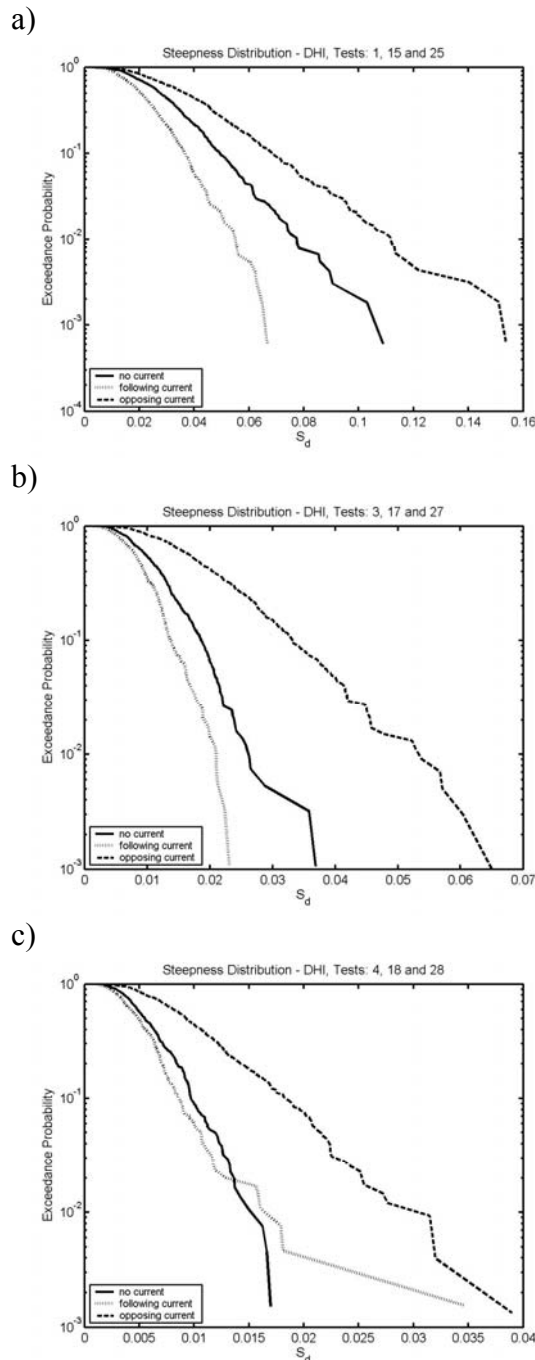 a)
Steepness Distribution - DHI, Tests: 1, 15 and 25
10^0
10^-1
10^-2
10^-3
10^-4
Exceedance Probability
no current
following current
opposing current
0.02 0.04 0.06 0.08 0.1 0.12 0.14 0.16
S_d
b)
Steepness Distribution - DHI, Tests: 3, 17 and 27
10^0
10^-1
10^-2
10^-3
Exceedance Probability
no current
following current
opposing current
0 0.01 0.02 0.03 0.04 0.05 0.06 0.07
S_d
c)
Steepness Distribution - DHI, Tests: 4, 18 and 28
10^0
10^-1
10^-2
10^-3
Exceedance Probability
no current
following current
opposing current
0 0.005 0.01 0.015 0.02 0.025 0.03 0.035 0.04
S_d